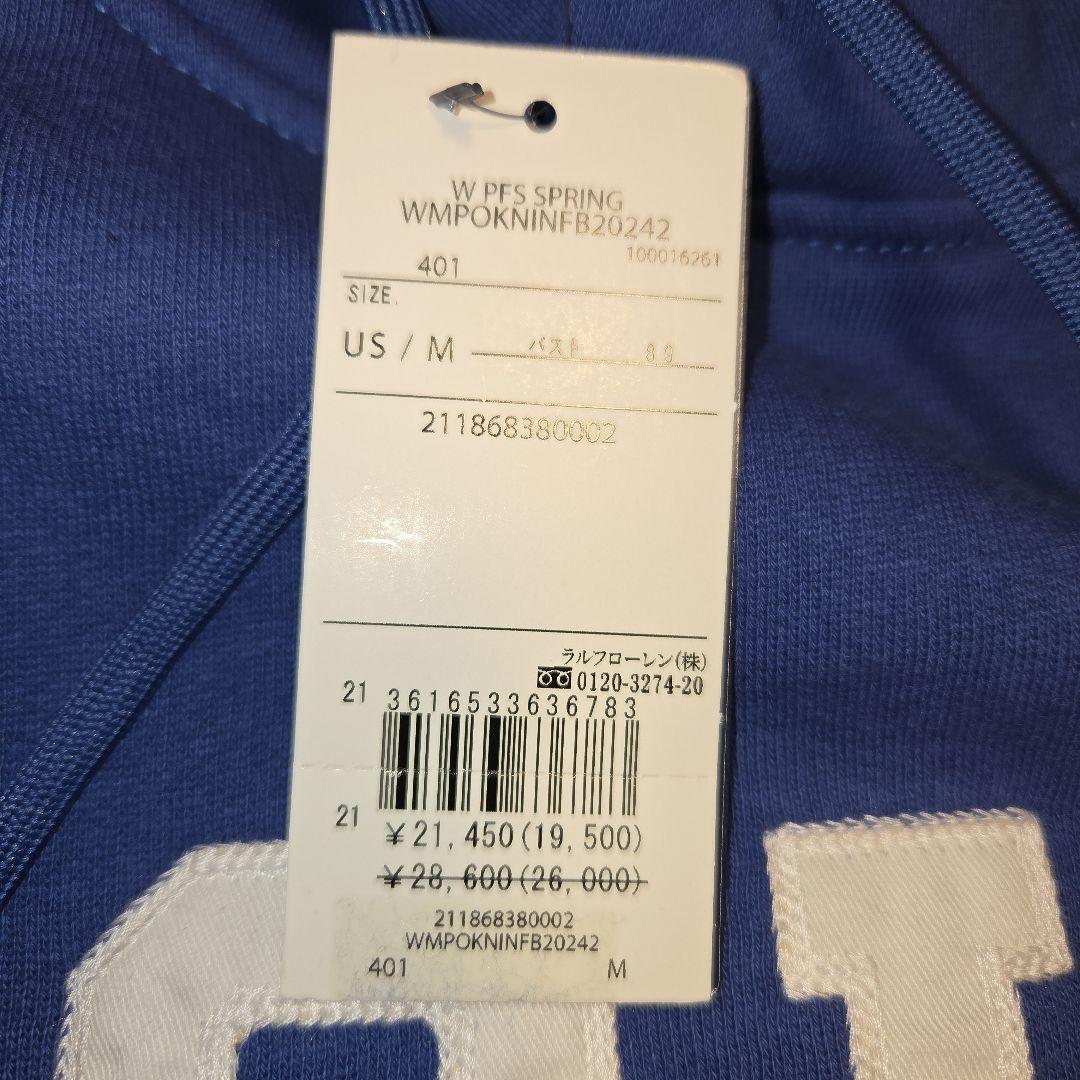 W PFS SPRING
WMPOKNINFB20242
100016261
401
SIZE.
US / M バスト 89
211868380002
ラルフローレン(株)
0120-3274-20
21 3616533636783
21 ¥21,450(19,500)
¥28,600(26,000)
211868380002
WMPOKNINFB20242
401 M